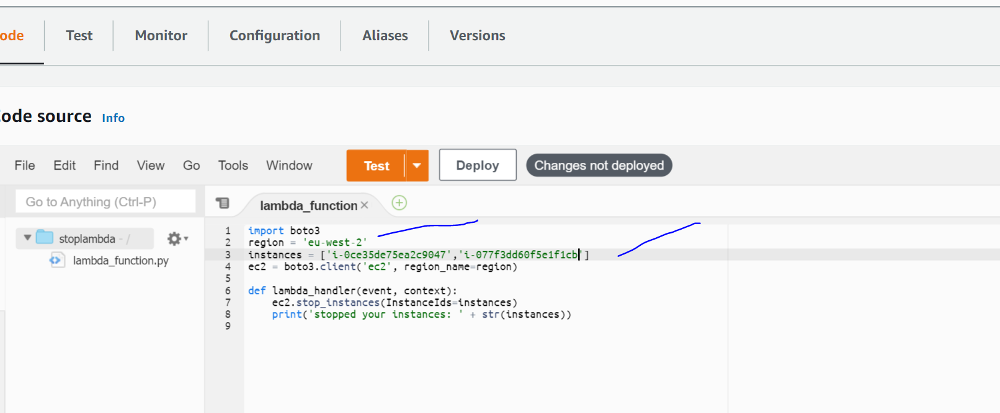 ode Test Monitor Configuration Aliases Versions
ode source Info
File Edit Find View Go Tools Window Test Deploy Changes not deployed
Go to Anything (Ctrl-P)
lambda_function
stoplambda - /
lambda_function.py
1 import boto3
2 region = 'eu-west-2'
3 instances = ['i-0ce35de75ea2c9047','i-077f3dd60f5e1f1cb']
4 ec2 = boto3.client('ec2', region_name=region)
5
6 def lambda_handler(event, context):
7 ec2.stop_instances(InstanceIds=instances)
8 print('stopped your instances: ' + str(instances))
9